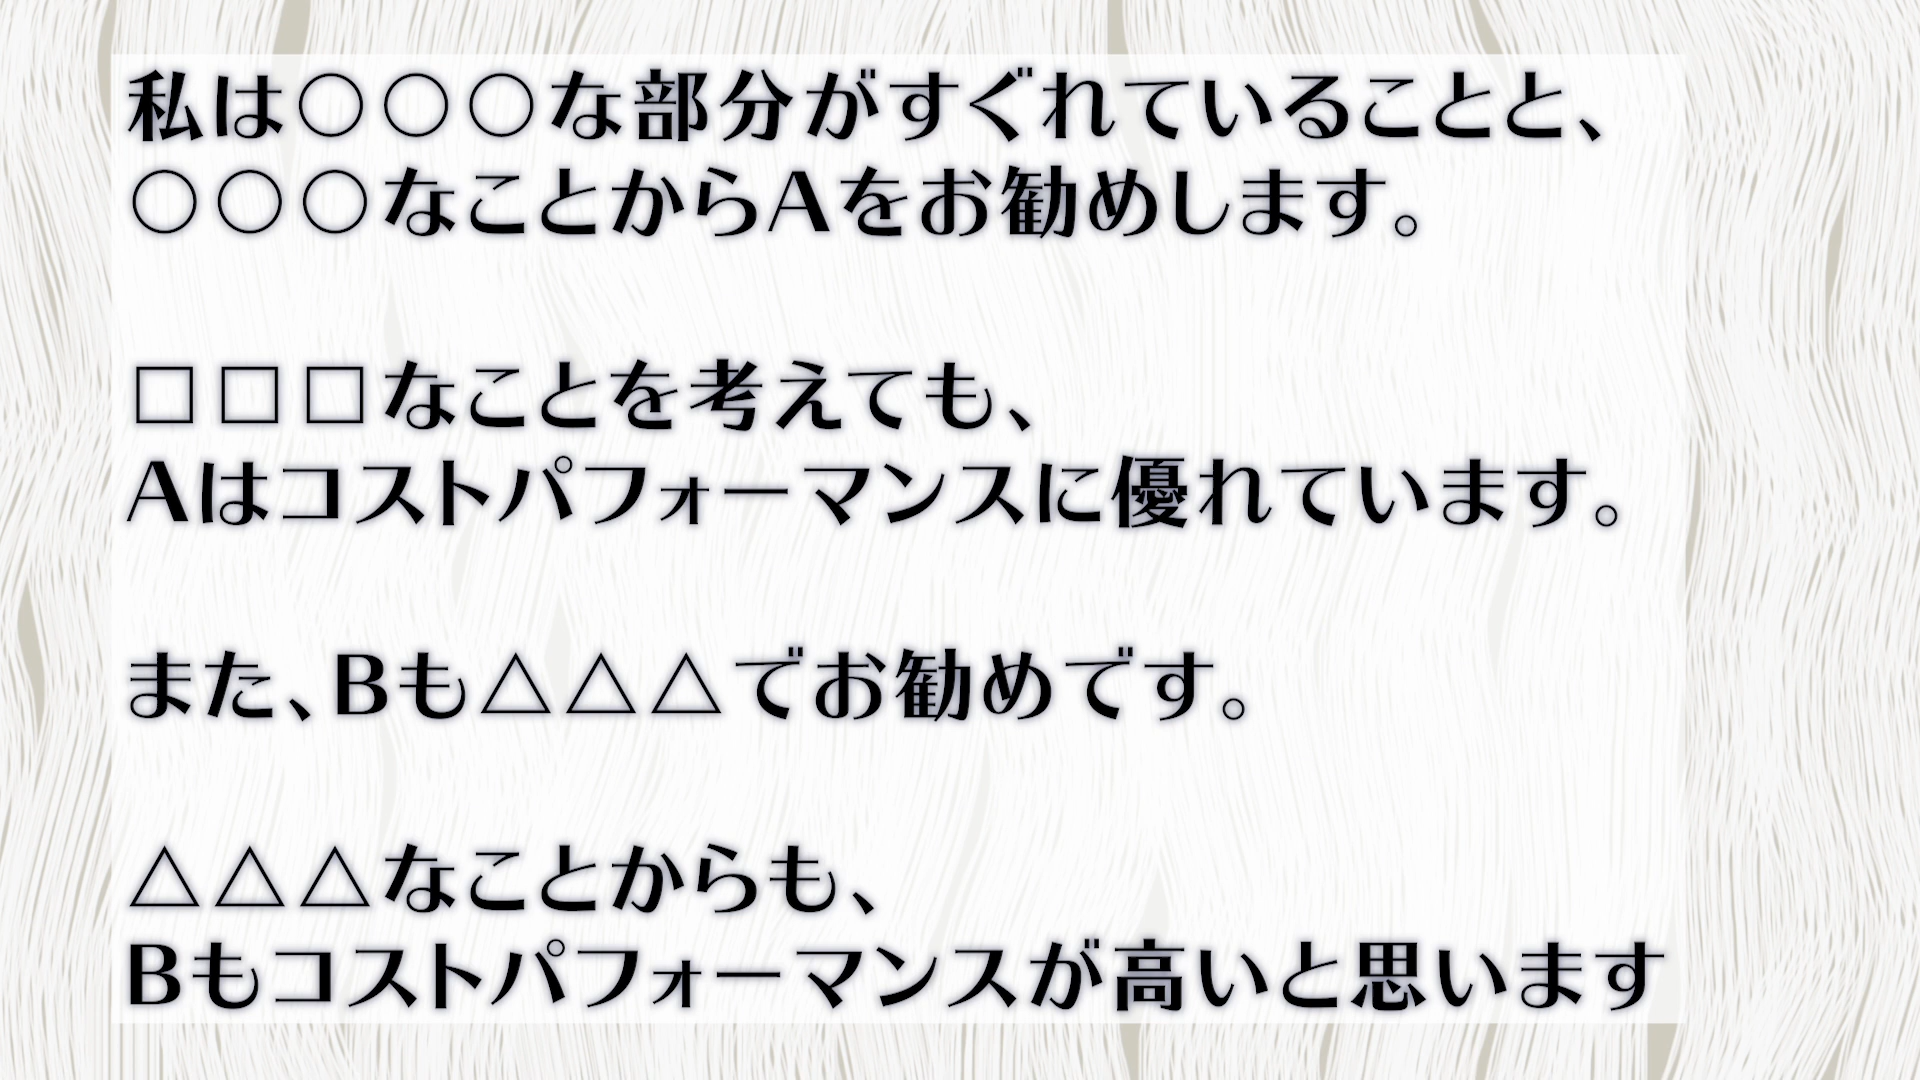 私は○○○な部分がすぐれていることと、
○○○なことからAをお勧めします。
□□□なことを考えても、
Aはコストパフォーマンスに優れています。
また、Bも△△△でお勧めです。
△△△なことからも、
Bもコストパフォーマンスが高いと思います